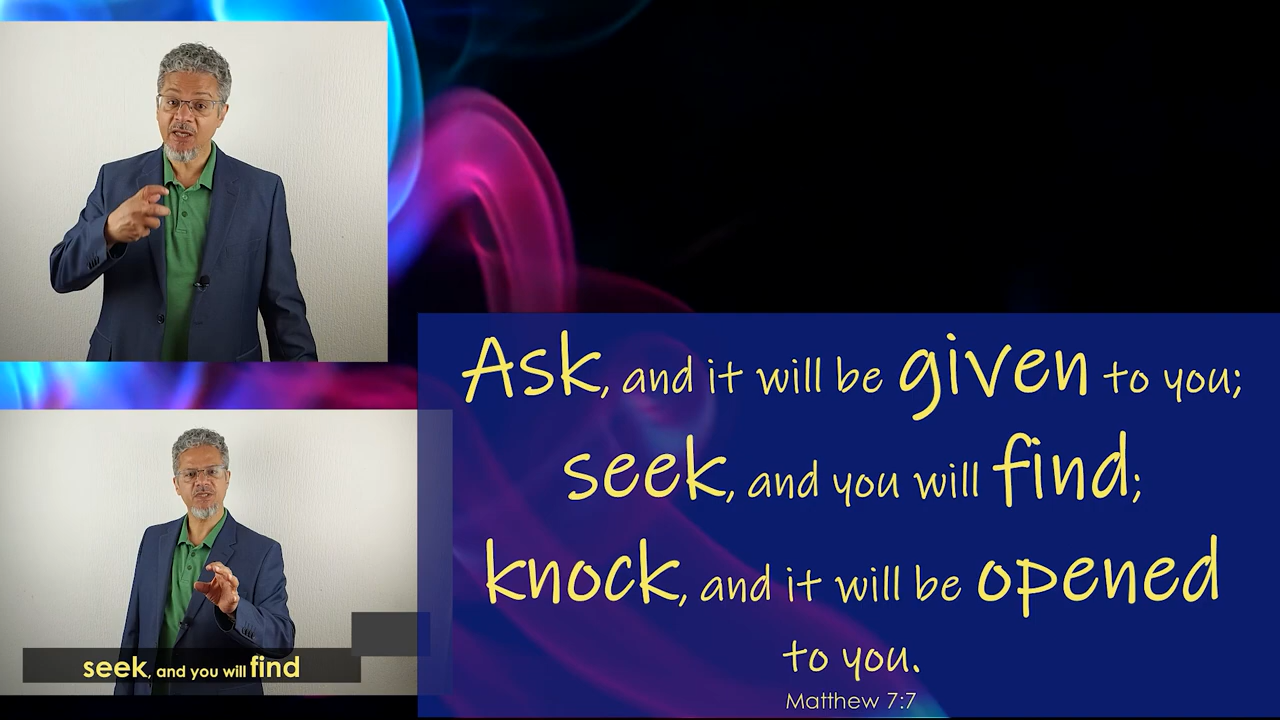 Ask, and it will be given to you;
seek, and you will find;
knock, and it will be opened
to you.
Matthew 7:7
seek, and you will find